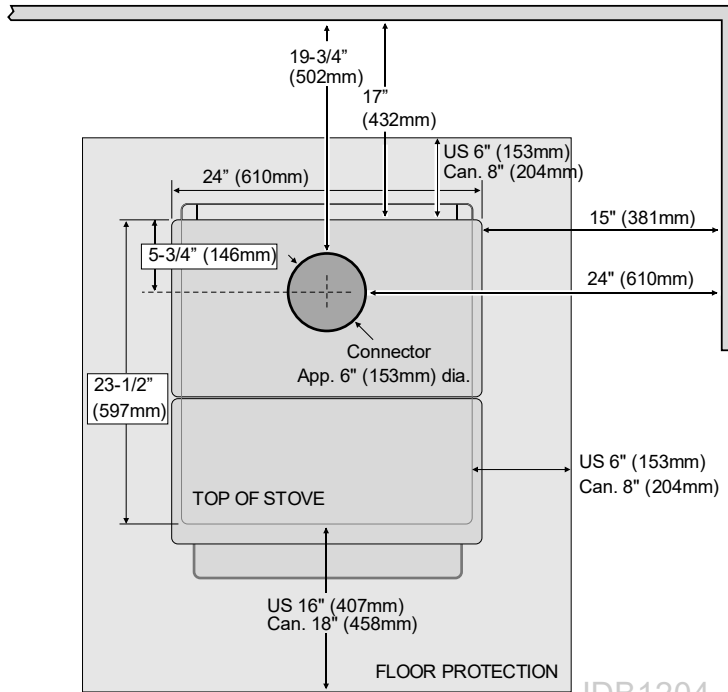 19-3/4”
(502mm)
17”
(432mm)
US 6" (153mm)
Can. 8" (204mm)
24” (610mm)
15" (381mm)
5-3/4” (146mm)
24" (610mm)
Connector
App. 6" (153mm) dia.
23-1/2”
(597mm)
US 6" (153mm)
Can. 8" (204mm)
TOP OF STOVE
US 16" (407mm)
Can. 18" (458mm)
FLOOR PROTECTION